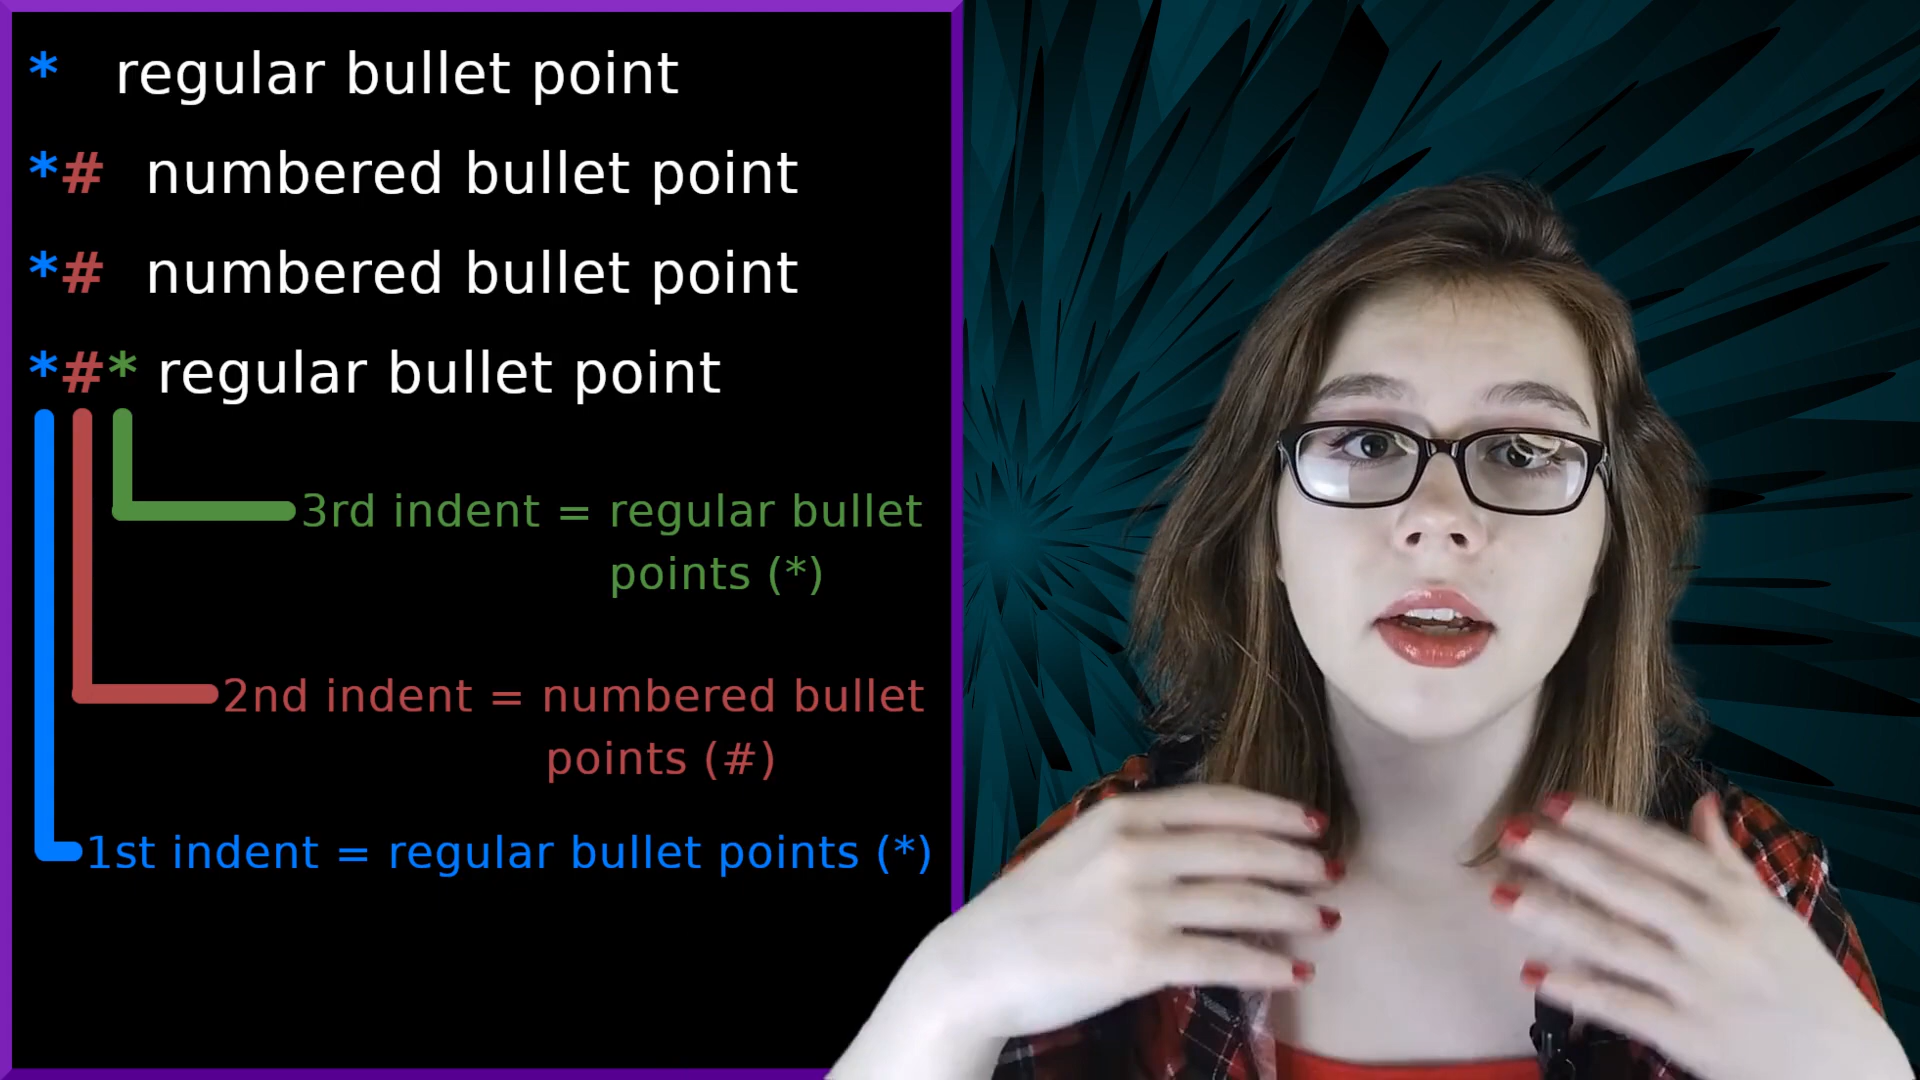 * regular bullet point
*# numbered bullet point
*# numbered bullet point
*#* regular bullet point
3rd indent = regular bullet
points (*)
2nd indent = numbered bullet
points (#)
1st indent = regular bullet points (*)